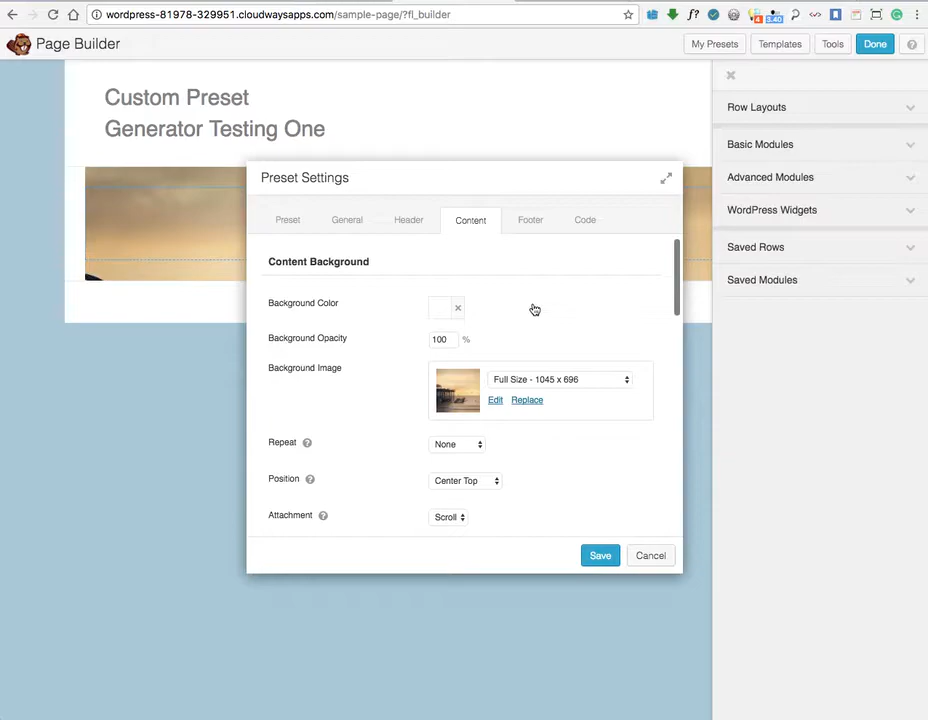 wordpress-81978-329951.cloudwaysapps.com/sample-page/?fl_builder
f?
4
3.40
Page Builder
My Presets
Templates
Tools
Done
?
Custom Preset
Generator Testing One
Row Layouts
Basic Modules
Advanced Modules
WordPress Widgets
Saved Rows
Saved Modules
Preset Settings
Preset
General
Header
Content
Footer
Code
Content Background
Background Color
Background Opacity
100 %
Background Image
Full Size - 1045 x 696
Edit
Replace
Repeat ?
None
Position ?
Center Top
Attachment ?
Scroll
Save
Cancel